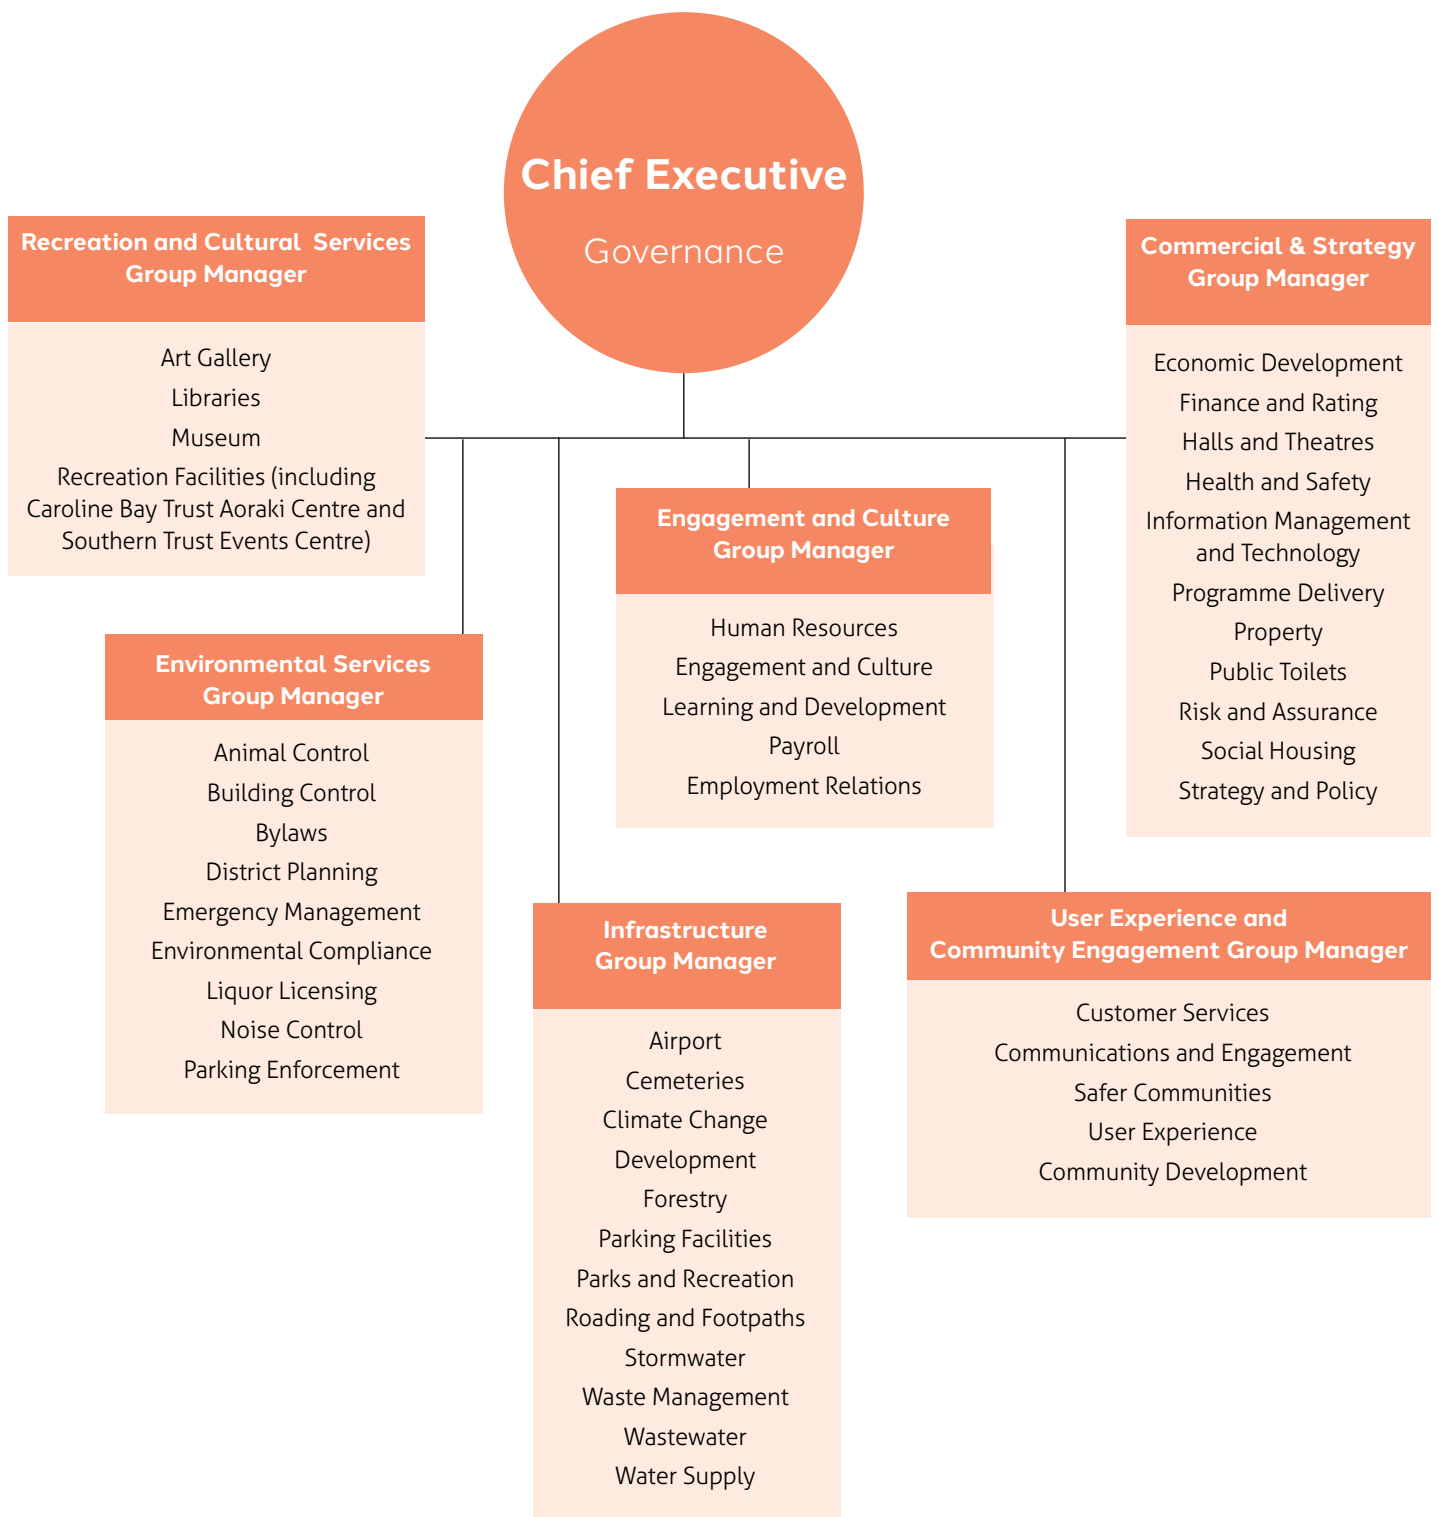 Chief Executive
Governance
Recreation and Cultural Services
Group Manager
Art Gallery
Libraries
Museum
Recreation Facilities (including
Caroline Bay Trust Aoraki Centre and
Southern Trust Events Centre)
Commercial & Strategy
Group Manager
Economic Development
Finance and Rating
Halls and Theatres
Health and Safety
Information Management
and Technology
Programme Delivery
Property
Public Toilets
Risk and Assurance
Social Housing
Strategy and Policy
Engagement and Culture
Group Manager
Human Resources
Engagement and Culture
Learning and Development
Payroll
Employment Relations
Environmental Services
Group Manager
Animal Control
Building Control
Bylaws
District Planning
Emergency Management
Environmental Compliance
Liquor Licensing
Noise Control
Parking Enforcement
Infrastructure
Group Manager
Airport
Cemeteries
Climate Change
Development
Forestry
Parking Facilities
Parks and Recreation
Roading and Footpaths
Stormwater
Waste Management
Wastewater
Water Supply
User Experience and
Community Engagement Group Manager
Customer Services
Communications and Engagement
Safer Communities
User Experience
Community Development